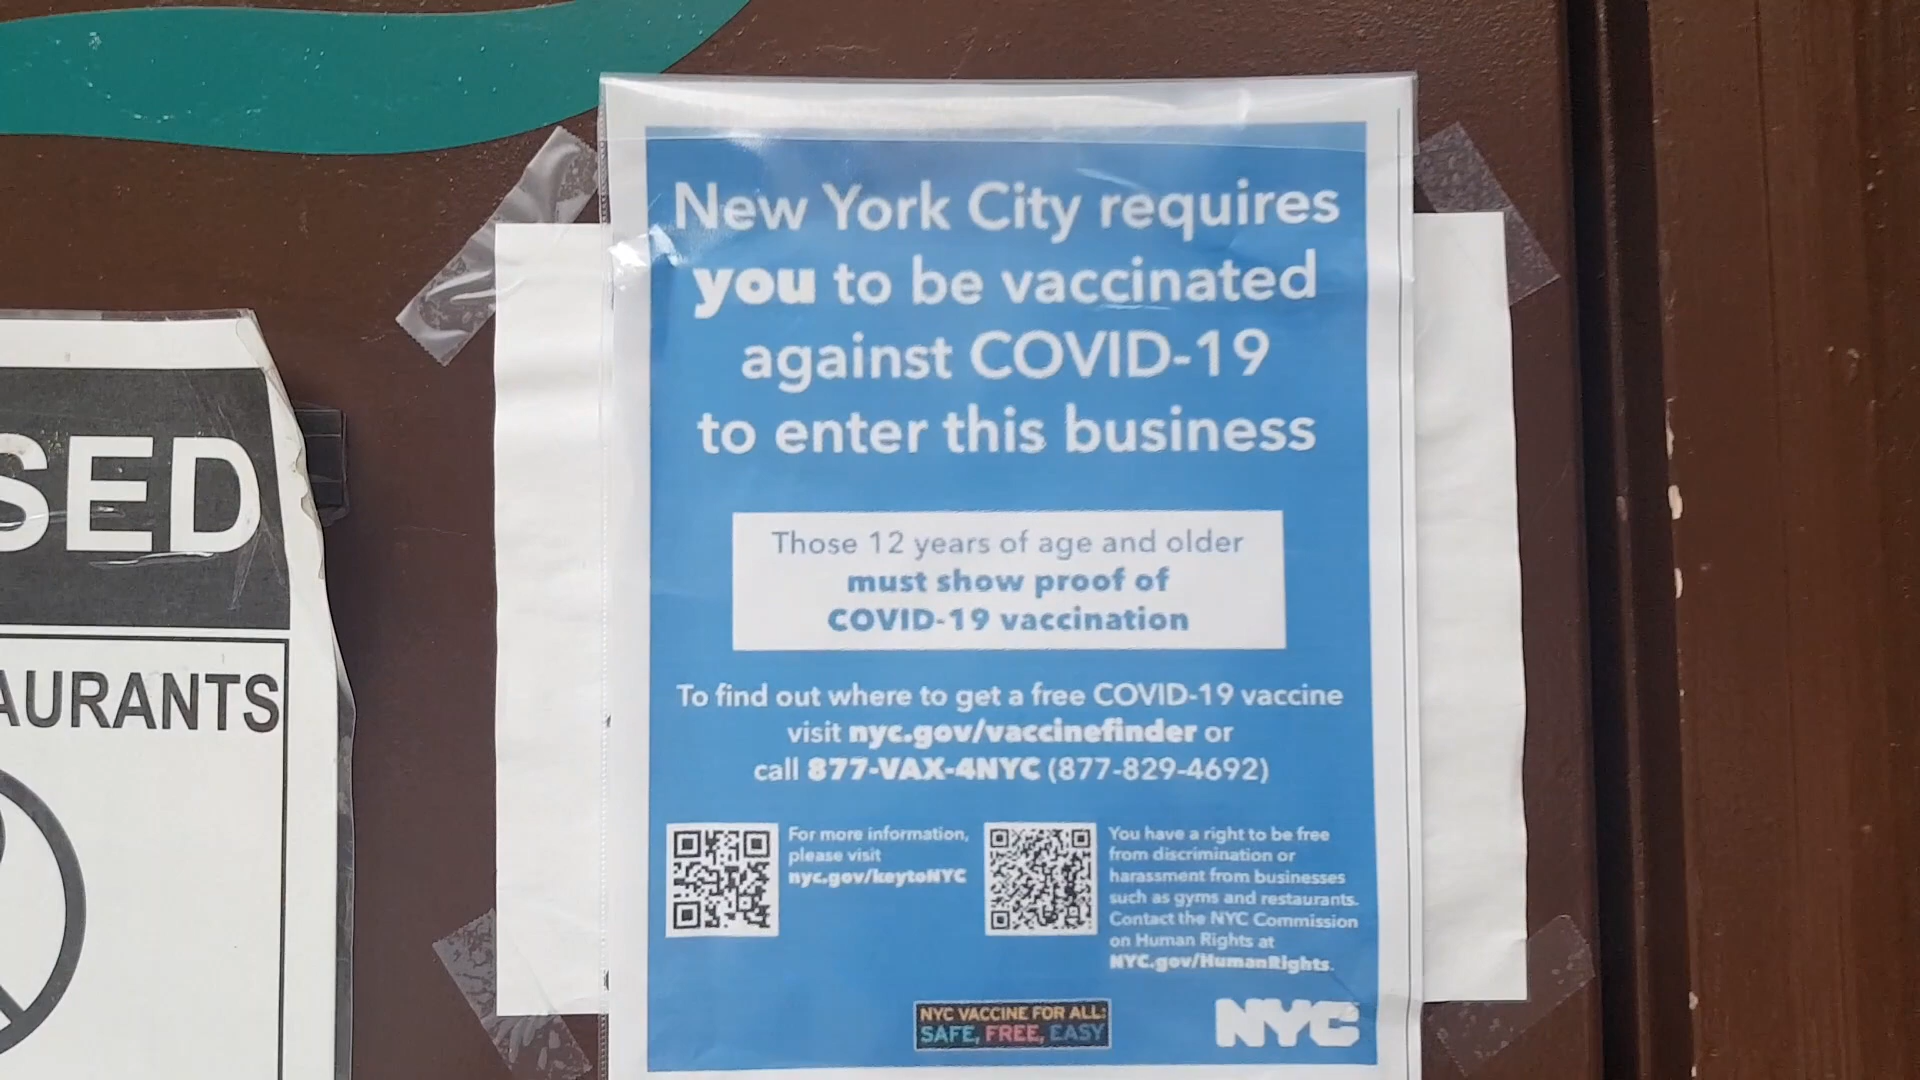 New York City requires
you to be vaccinated
against COVID-19
to enter this business
Those 12 years of age and older
must show proof of
COVID-19 vaccination
To find out where to get a free COVID-19 vaccine
visit nyc.gov/vaccinefinder or
call 877-VAX-4NYC (877-829-4692)
For more information,
please visit
nyc.gov/keytoNYC
You have a right to be free
from discrimination or
harassment from businesses
such as gyms and restaurants.
Contact the NYC Commission
on Human Rights at
NYC.gov/HumanRights.
NYC VACCINE FOR ALL:
SAFE, FREE, EASY
NYC
SED
AURANTS